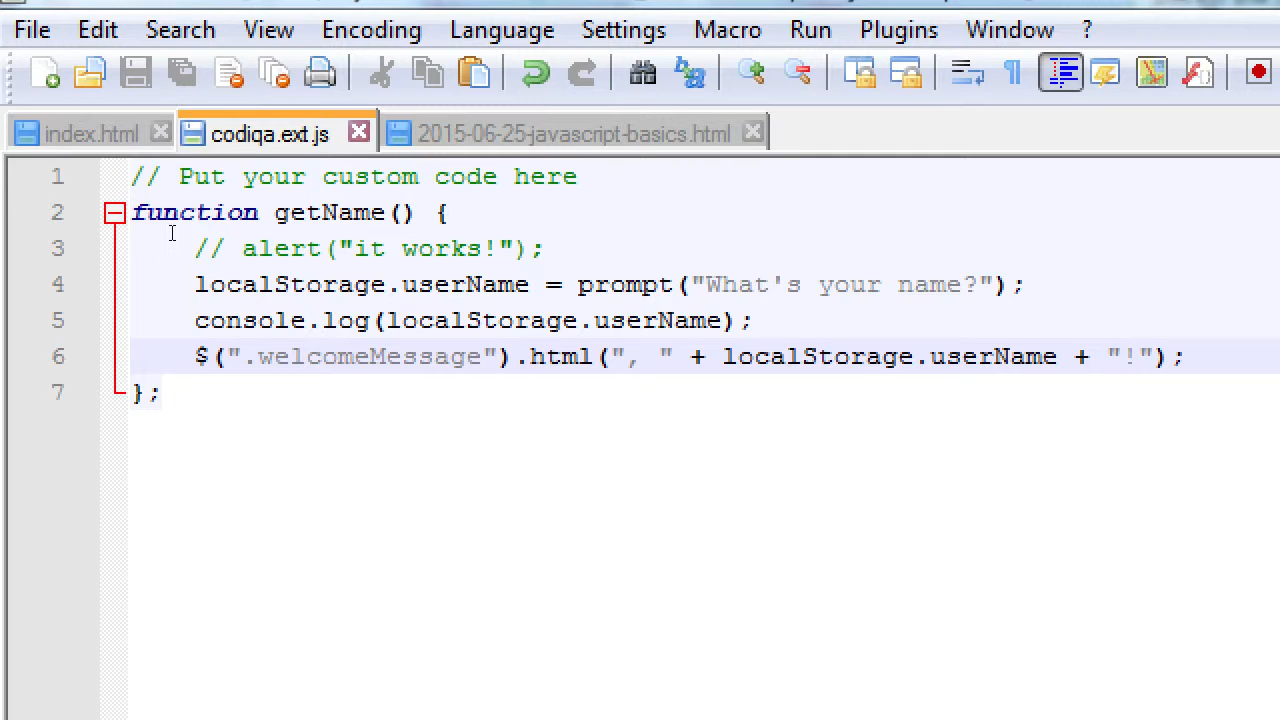 File Edit Search View Encoding Language Settings Macro Run Plugins Window ?
index.html codiqa.ext.js 2015-06-25-javascript-basics.html
1 // Put your custom code here
2 function getName() {
3 // alert("it works!");
4 localStorage.userName = prompt("What's your name?");
5 console.log(localStorage.userName);
6 $(".welcomeMessage").html(", " + localStorage.userName + "!");
7 };